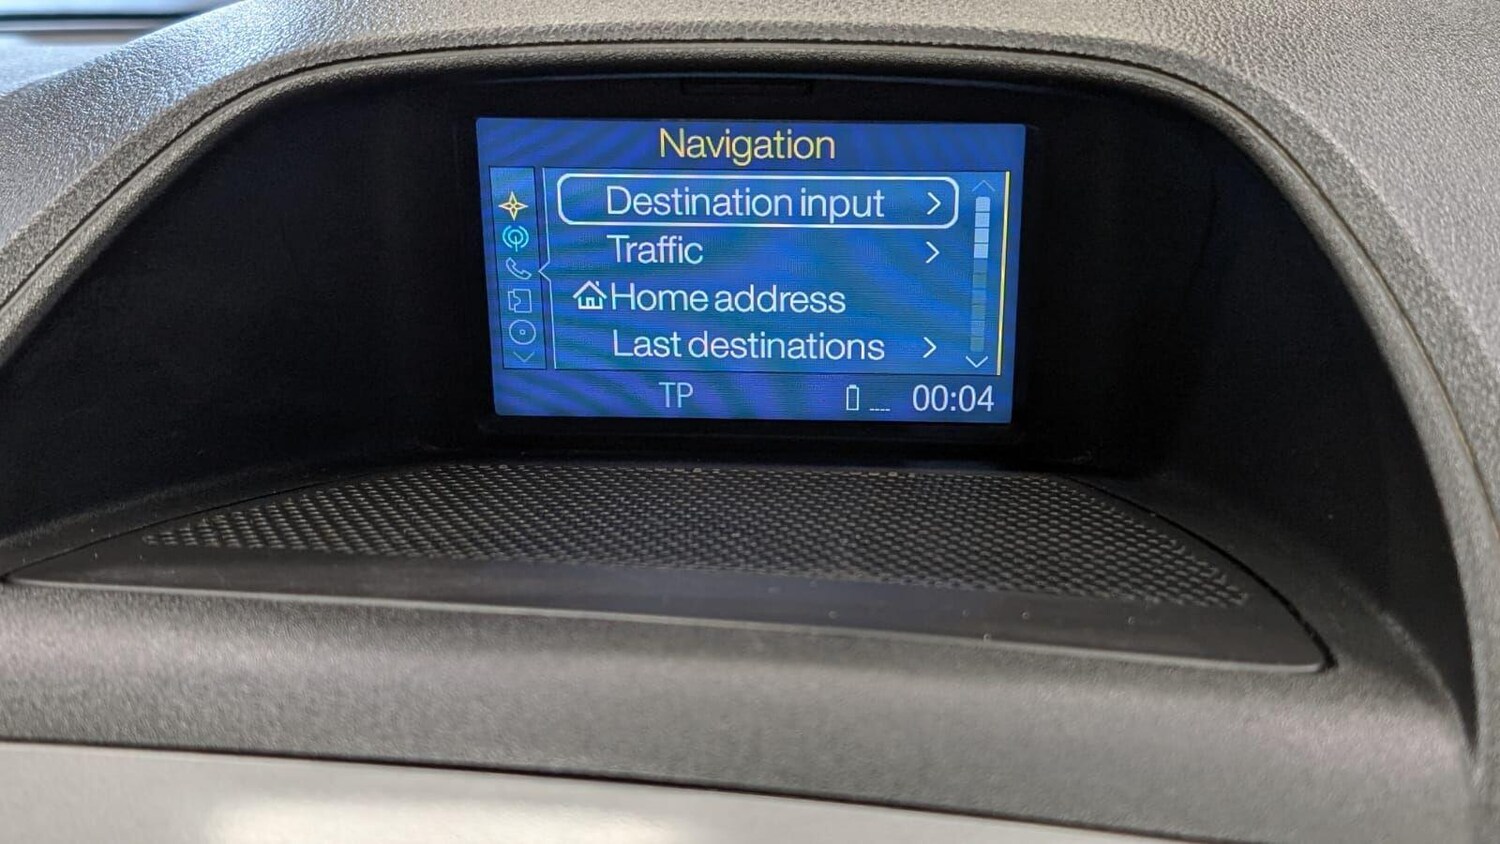 Navigation
Destination input
Traffic
Home address
Last destinations
TP 00:04